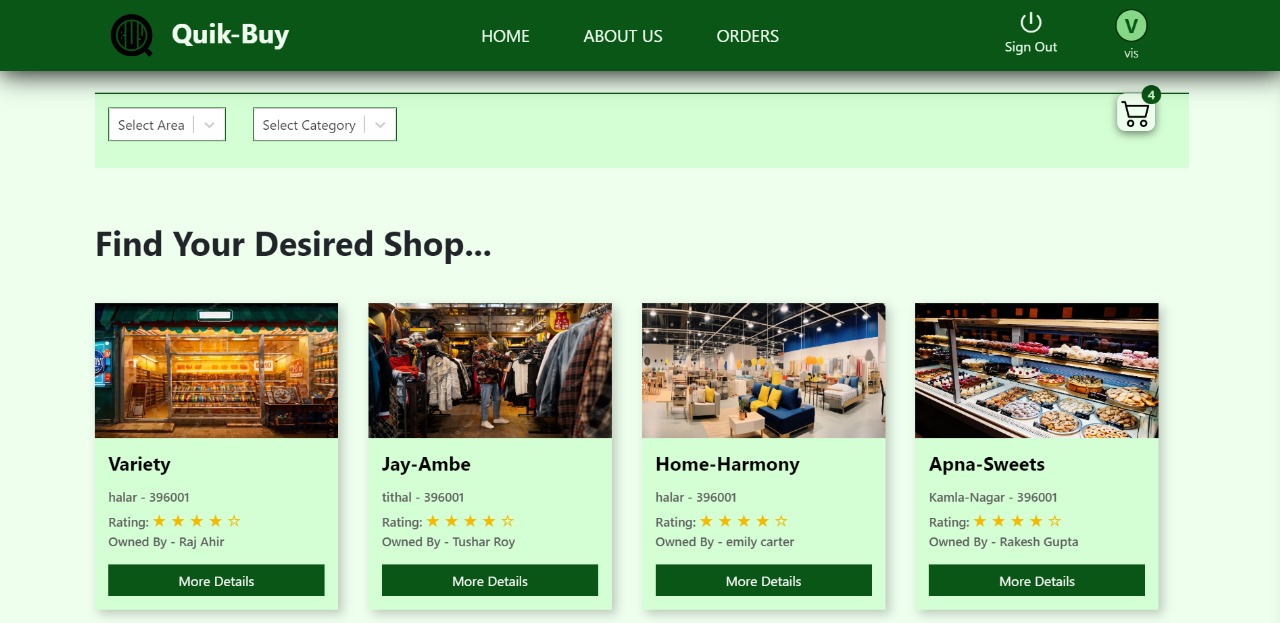 Quik-Buy
HOME
ABOUT US
ORDERS
Sign Out
V
vis
Select Area
Select Category
4
Find Your Desired Shop...
Variety
halar - 396001
Rating: ★ ★ ★ ★ ☆
Owned By - Raj Ahir
More Details
Jay-Ambe
tithal - 396001
Rating: ★ ★ ★ ★ ☆
Owned By - Tushar Roy
More Details
Home-Harmony
halar - 396001
Rating: ★ ★ ★ ★ ☆
Owned By - emily carter
More Details
Apna-Sweets
Kamla-Nagar - 396001
Rating: ★ ★ ★ ★ ☆
Owned By - Rakesh Gupta
More Details